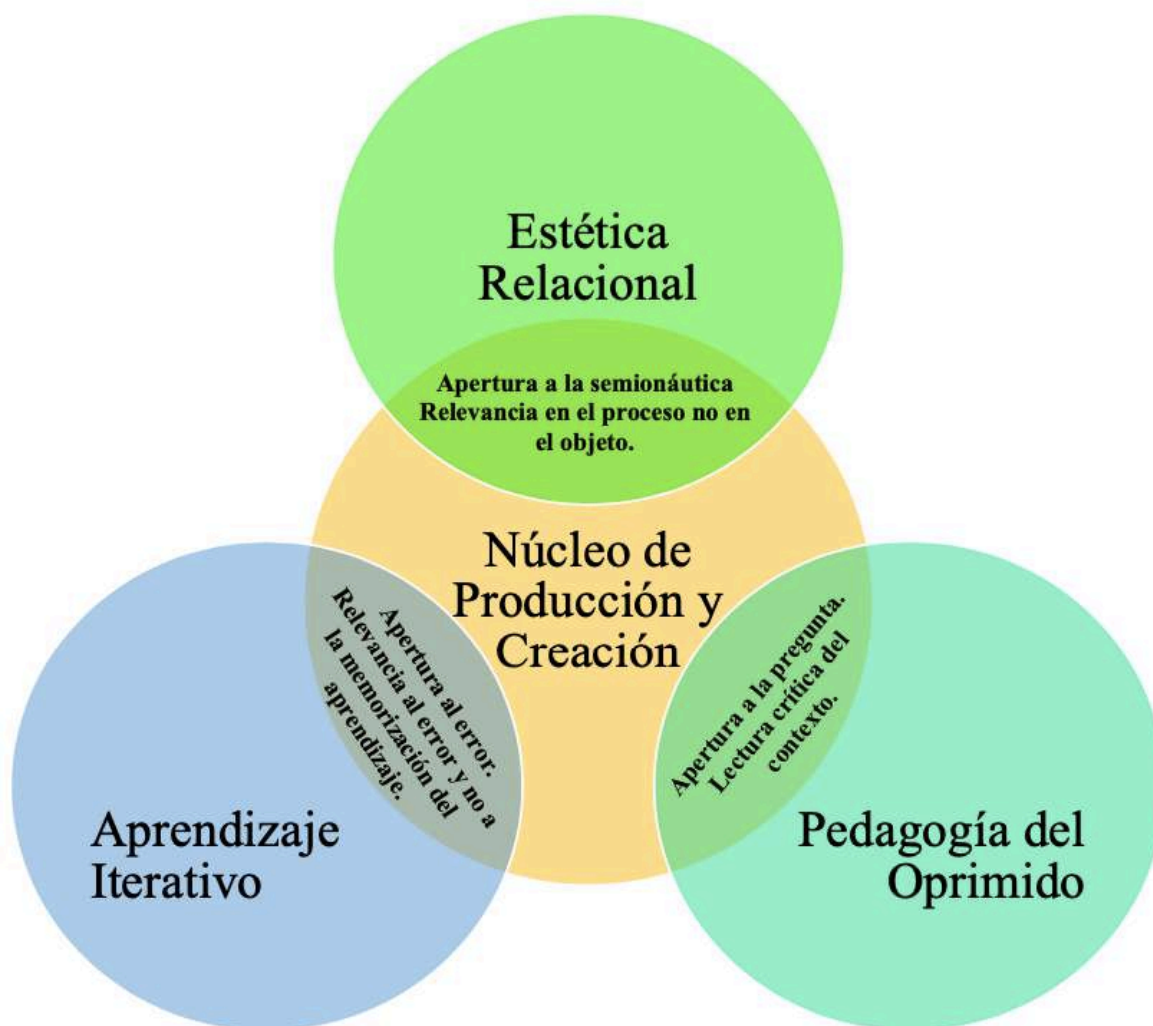 Estética
Relacional
Apertura a la semionáutica
Relevancia en el proceso no en
el objeto.
Núcleo de
Producción y
Creación
Apertura al error.
Relevancia al error y no a
la memorización del
aprendizaje.
Apertura a la pregunta.
Lectura crítica del
contexto.
Aprendizaje
Iterativo
Pedagogía del
Oprimido